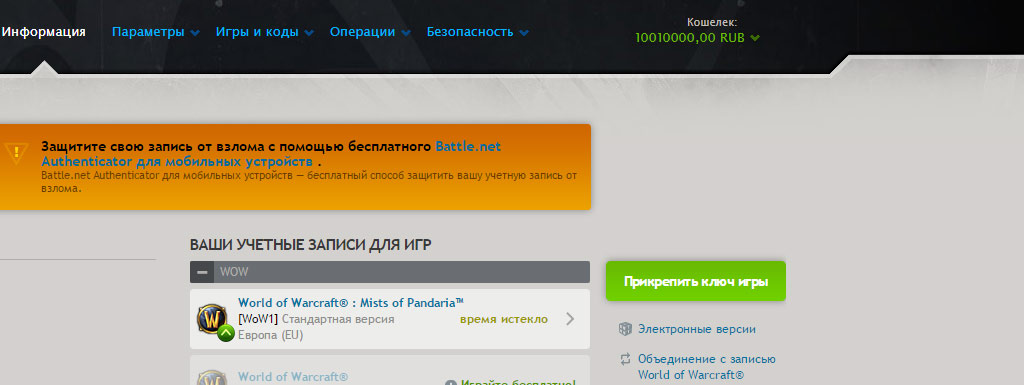 Информация Параметры Игры и коды Операции Безопасность
Кошелек:
10010000,00 RUB
Защитите свою запись от взлома с помощью бесплатного Battle.net
Authenticator для мобильных устройств .
Battle.net Authenticator для мобильных устройств — бесплатный способ защитить вашу учетную запись от
взлома.
ВАШИ УЧЕТНЫЕ ЗАПИСИ ДЛЯ ИГР
WOW
World of Warcraft® : Mists of Pandaria™
[WoW1] Стандартная версия
Европа (EU)
время истекло
World of Warcraft®
Играйте бесплатно!
Прикрепить ключ игры
Электронные версии
Объединение с записью
World of Warcraft®